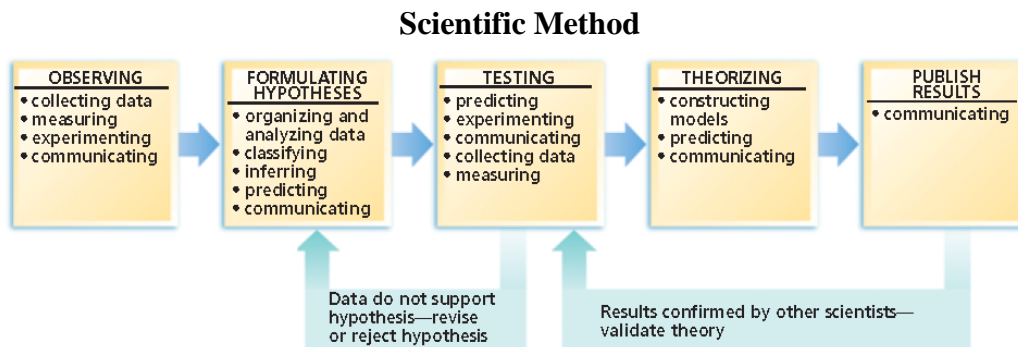 Scientific Method
OBSERVING
• collecting data
• measuring
• experimenting
• communicating
FORMULATING
HYPOTHESES
• organizing and
analyzing data
• classifying
• inferring
• predicting
• communicating
TESTING
• predicting
• experimenting
• communicating
• collecting data
• measuring
THEORIZING
• constructing
models
• predicting
• communicating
PUBLISH
RESULTS
• communicating
Data do not support
hypothesis—revise
or reject hypothesis
Results confirmed by other scientists—
validate theory